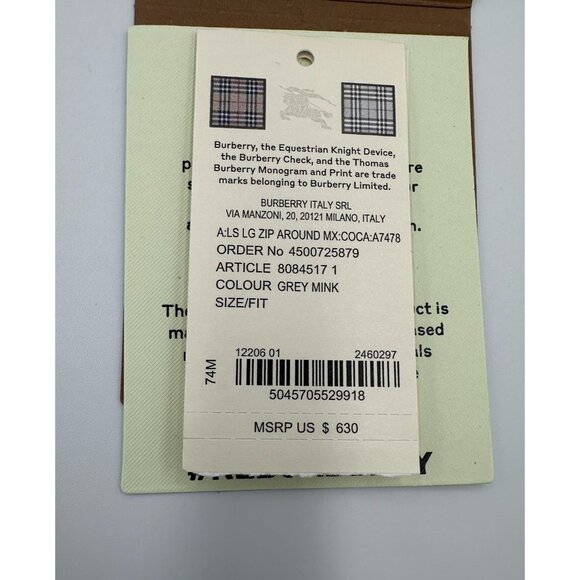 Burberry, the Equestrian Knight Device,
the Burberry Check, and the Thomas
Burberry Monogram and Print are trade
marks belonging to Burberry Limited.
BURBERRY ITALY SRL
VIA MANZONI, 20, 20121 MILANO, ITALY
A:LS LG ZIP AROUND MX:COCA:A7478
ORDER No 4500725879
ARTICLE 8084517 1
COLOUR GREY MINK
SIZE/FIT
74M
12206 01 2460297
5045705529918
MSRP US $ 630